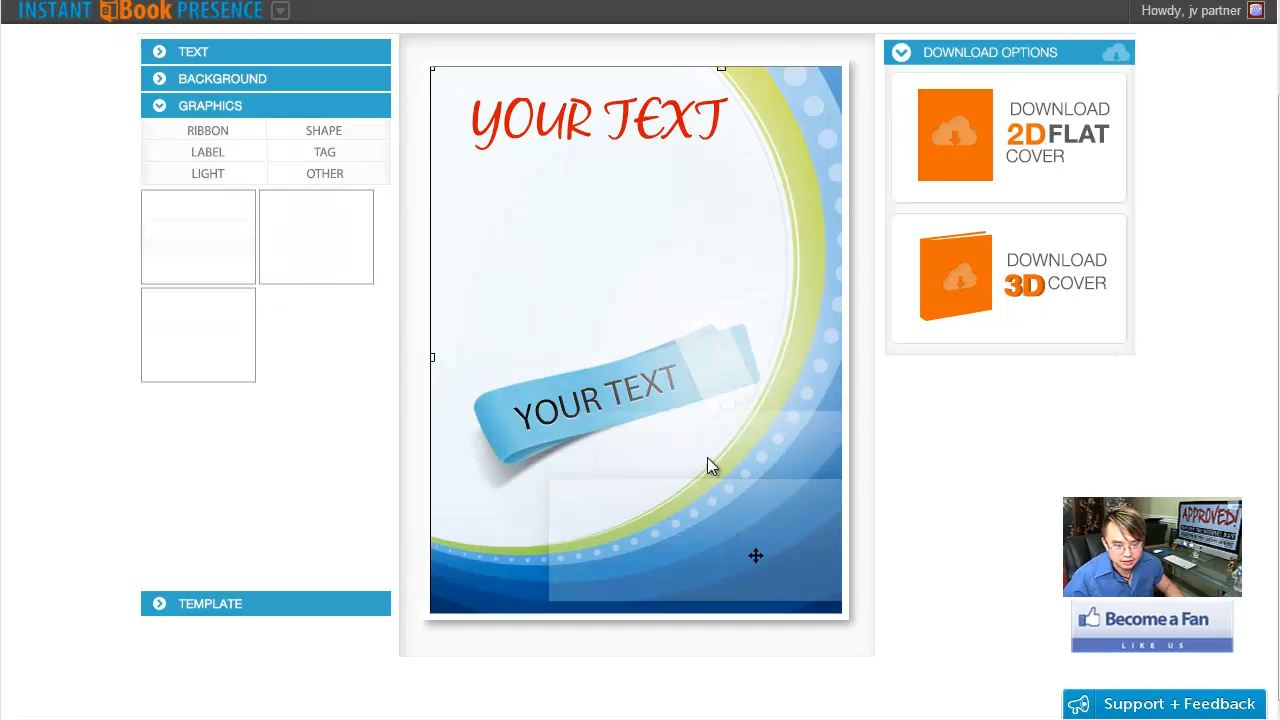 INSTANT eBook PRESENCE
Howdy, jv partner
TEXT
BACKGROUND
GRAPHICS
RIBBON
SHAPE
LABEL
TAG
LIGHT
OTHER
TEMPLATE
YOUR TEXT
YOUR TEXT
DOWNLOAD OPTIONS
DOWNLOAD
2D FLAT
COVER
DOWNLOAD
3D COVER
APPROVED!
Become a Fan
LIKE US
Support + Feedback